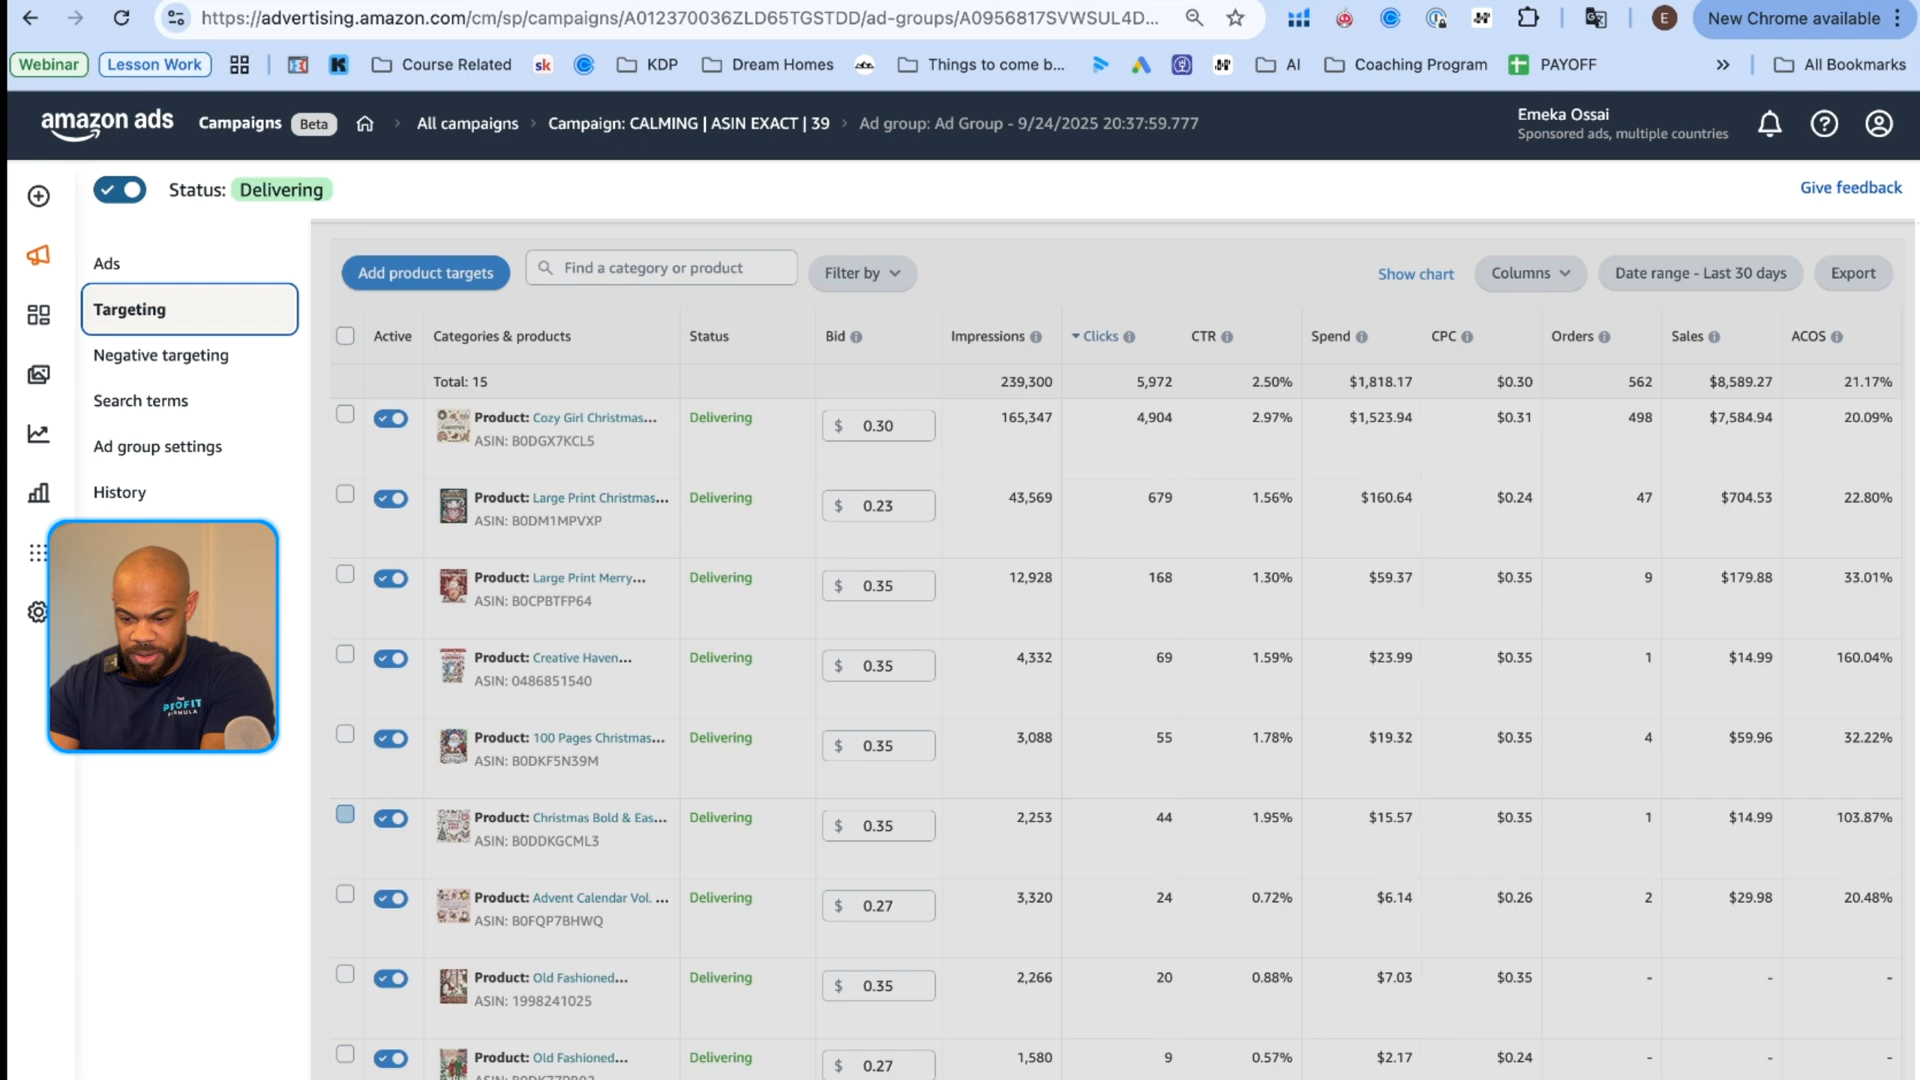 https://advertising.amazon.com/cm/sp/campaigns/A012370036ZLD65TGSTDD/ad-groups/A0956817SVWSUL4D...
E
New Chrome available
Webinar
Lesson Work
K
Course Related
sk
KDP
Dream Homes
Things to come b...
AI
Coaching Program
PAYOFF
All Bookmarks
amazon ads
Campaigns
Beta
All campaigns
Campaign: CALMING | ASIN EXACT | 39
Ad group: Ad Group - 9/24/2025 20:37:59.777
Emeka Ossai
Sponsored ads, multiple countries
Status: Delivering
Give feedback
Ads
Targeting
Negative targeting
Search terms
Ad group settings
History
Add product targets
Find a category or product
Filter by
Show chart
Columns
Date range - Last 30 days
Export
Active Categories & products Status Bid Impressions Clicks CTR Spend CPC Orders Sales ACOS
Total: 15 239,300 5,972 2.50% $1,818.17 $0.30 562 $8,589.27 21.17%
Product: Cozy Girl Christmas... Delivering $ 0.30 165,347 4,904 2.97% $1,523.94 $0.31 498 $7,584.94 20.09%
ASIN: B0DGX7KCL5
Product: Large Print Christmas... Delivering $ 0.23 43,569 679 1.56% $160.64 $0.24 47 $704.53 22.80%
ASIN: B0DM1MPVXP
Product: Large Print Merry... Delivering $ 0.35 12,928 168 1.30% $59.37 $0.35 9 $179.88 33.01%
ASIN: B0CPBTFP64
Product: Creative Haven... Delivering $ 0.35 4,332 69 1.59% $23.99 $0.35 1 $14.99 160.04%
ASIN: 0486851540
Product: 100 Pages Christmas... Delivering $ 0.35 3,088 55 1.78% $19.32 $0.35 4 $59.96 32.22%
ASIN: B0DKF5N39M
Product: Christmas Bold & Eas... Delivering $ 0.35 2,253 44 1.95% $15.57 $0.35 1 $14.99 103.87%
ASIN: B0DDKGCML3
Product: Advent Calendar Vol. ... Delivering $ 0.27 3,320 24 0.72% $6.14 $0.26 2 $29.98 20.48%
ASIN: B0FQP7BHWQ
Product: Old Fashioned... Delivering $ 0.35 2,266 20 0.88% $7.03 $0.35 - - -
ASIN: 1998241025
Product: Old Fashioned... Delivering $ 0.27 1,580 9 0.57% $2.17 $0.24 - - -
THE
PROFIT
FORMULA